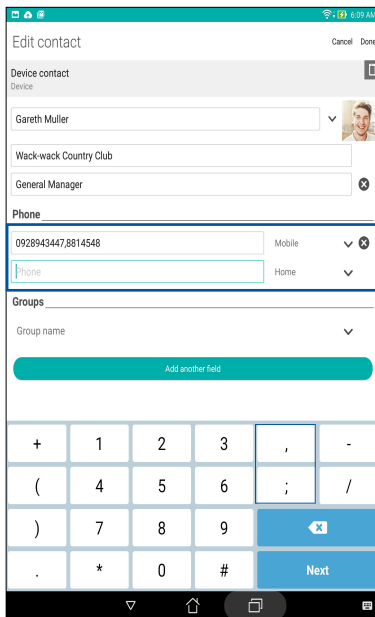 6:09 AM
Edit contact
Cancel Done
Device contact
Device
Gareth Muller
Wack-wack Country Club
General Manager
Phone
0928943447,8814548 Mobile
Phone Home
Groups
Group name
Add another field
+ 1 2 3 , -
( 4 5 6 ; /
) 7 8 9
. * 0 # Next